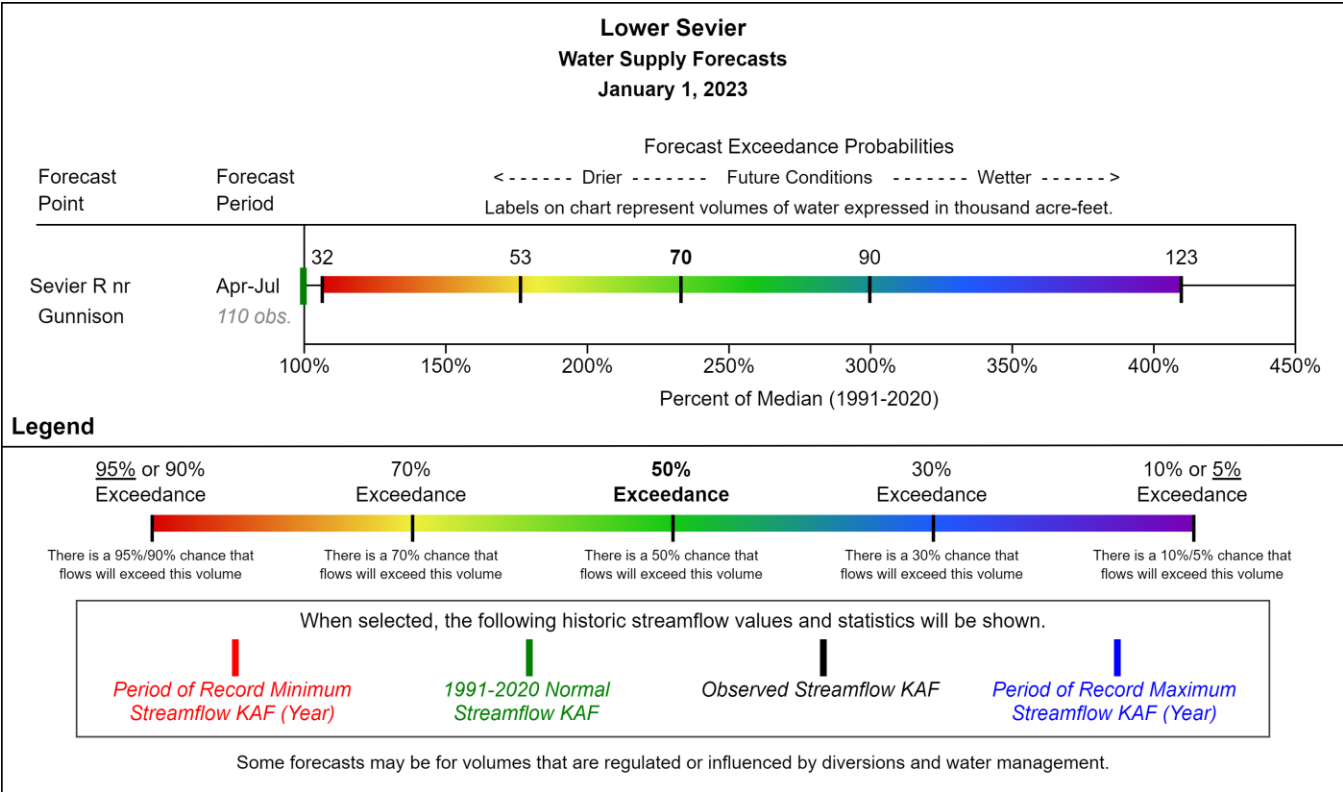 Lower Sevier
Water Supply Forecasts
January 1, 2023
Forecast Exceedance Probabilities
Forecast Point
Forecast Period
<- - - - - - Drier - - - - - - - Future Conditions - - - - - - - Wetter - - - - - ->
Labels on chart represent volumes of water expressed in thousand acre-feet.
32 53 70 90 123
Sevier R nr Gunnison
Apr-Jul
110 obs.
100% 150% 200% 250% 300% 350% 400% 450%
Percent of Median (1991-2020)
Legend
95% or 90% Exceedance
70% Exceedance
50% Exceedance
30% Exceedance
10% or 5% Exceedance
There is a 95%/90% chance that
flows will exceed this volume
There is a 70% chance that
flows will exceed this volume
There is a 50% chance that
flows will exceed this volume
There is a 30% chance that
flows will exceed this volume
There is a 10%/5% chance that
flows will exceed this volume
When selected, the following historic streamflow values and statistics will be shown.
Period of Record Minimum
Streamflow KAF (Year)
1991-2020 Normal
Streamflow KAF
Observed Streamflow KAF
Period of Record Maximum
Streamflow KAF (Year)
Some forecasts may be for volumes that are regulated or influenced by diversions and water management.